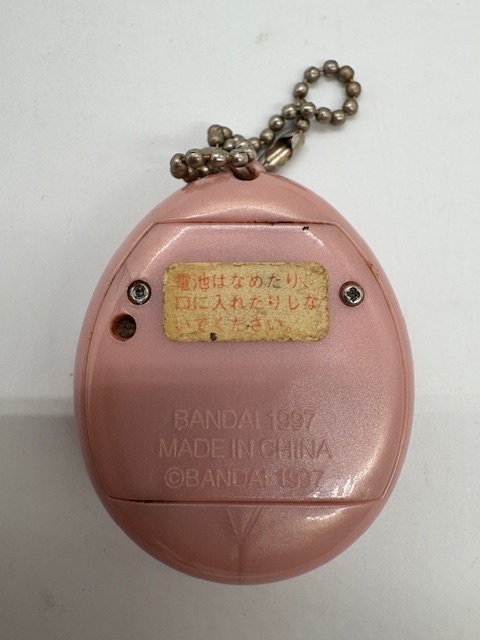 電池はなめたり、
口に入れたりしな
いでください。
BANDAI 1997
MADE IN CHINA
©BANDAI 1997